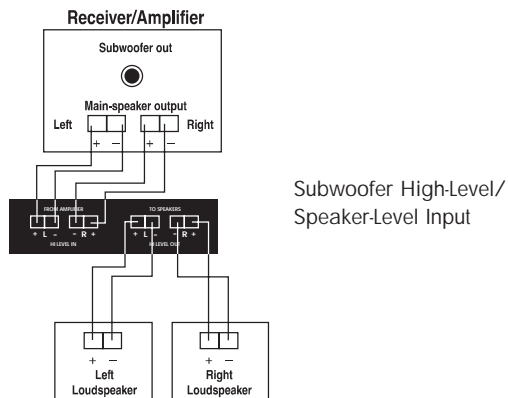 Receiver/Amplifier
Subwoofer out
Main-speaker output
Left
Right
+ – + –
FROM AMPLIFIER
TO SPEAKERS
+ L - - R + + L - - R +
HI LEVEL IN
HI LEVEL OUT
Subwoofer High-Level/
Speaker-Level Input
+ – + –
Left
Loudspeaker
Right
Loudspeaker